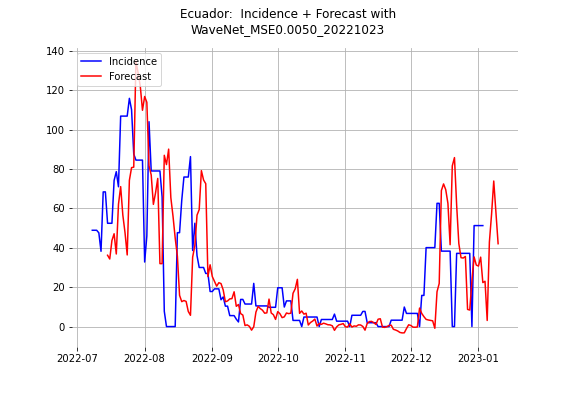 Ecuador:  Incidence + Forecast with
WaveNet_MSE0.0050_20221023
140
120
100
80
60
40
20
0
Incidence
Forecast
2022-07 2022-08 2022-09 2022-10 2022-11 2022-12 2023-01